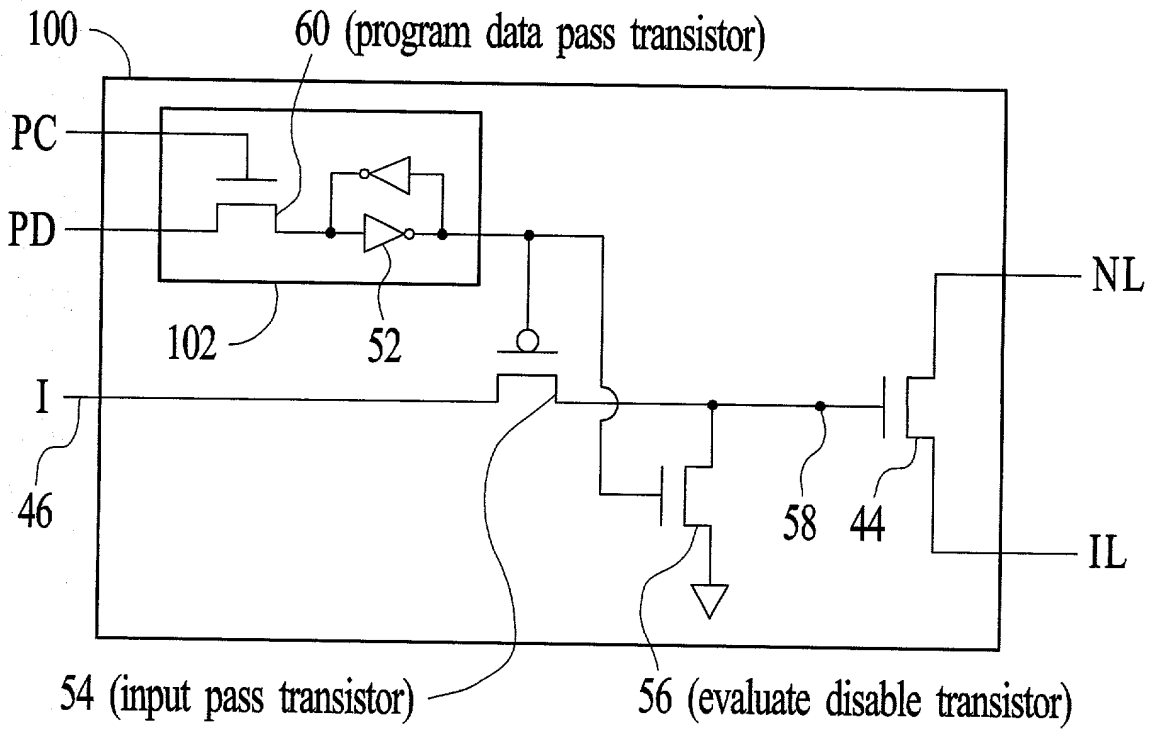 100
60 (program data pass transistor)
PC
PD
102
52
NL
I
46
58
44
IL
54 (input pass transistor)
56 (evaluate disable transistor)